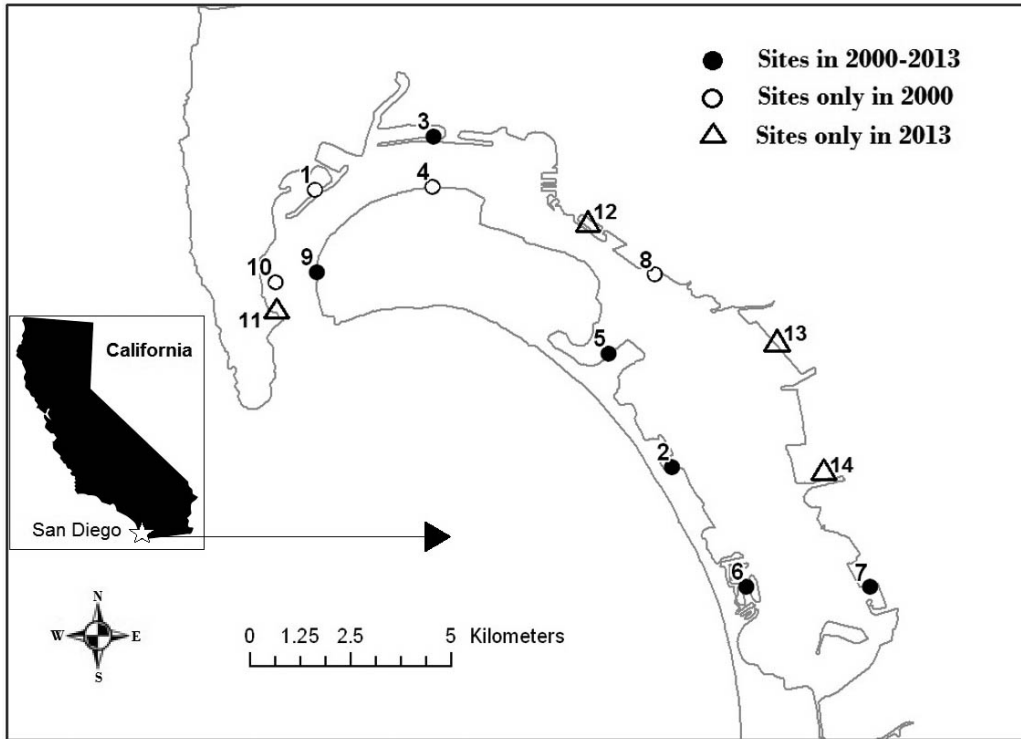 Sites in 2000-2013
Sites only in 2000
Sites only in 2013
3
1
4
12
10
9
8
11
13
5
2
14
6
7
California
San Diego
N
W E
S
0 1.25 2.5 5 Kilometers